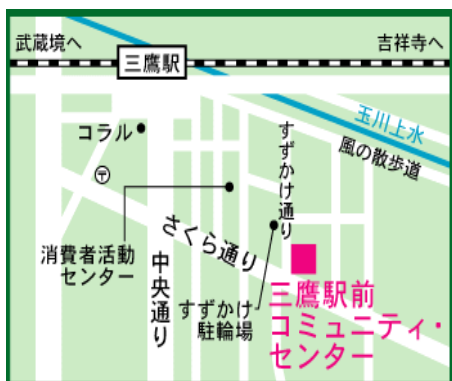 武蔵境へ
吉祥寺へ
三鷹駅
玉川上水
風の散歩道
コラル
〒
すずかけ通り
さくら通り
消費者活動
センター
中央通り
すずかけ
駐輪場
三鷹駅前
コミュニティ・
センター